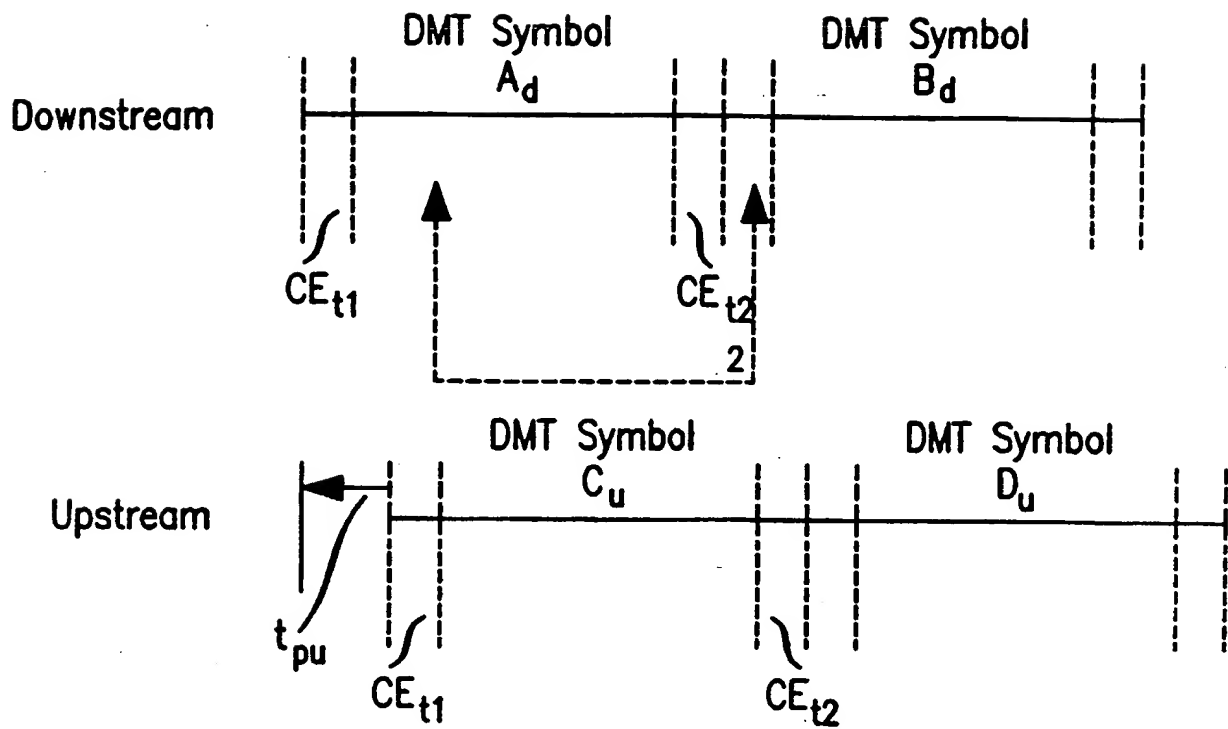 DMT Symbol
A_d
DMT Symbol
B_d
Downstream
CE_t1
CE_t2
2
DMT Symbol
C_u
DMT Symbol
D_u
Upstream
t_pu
CE_t1
CE_t2